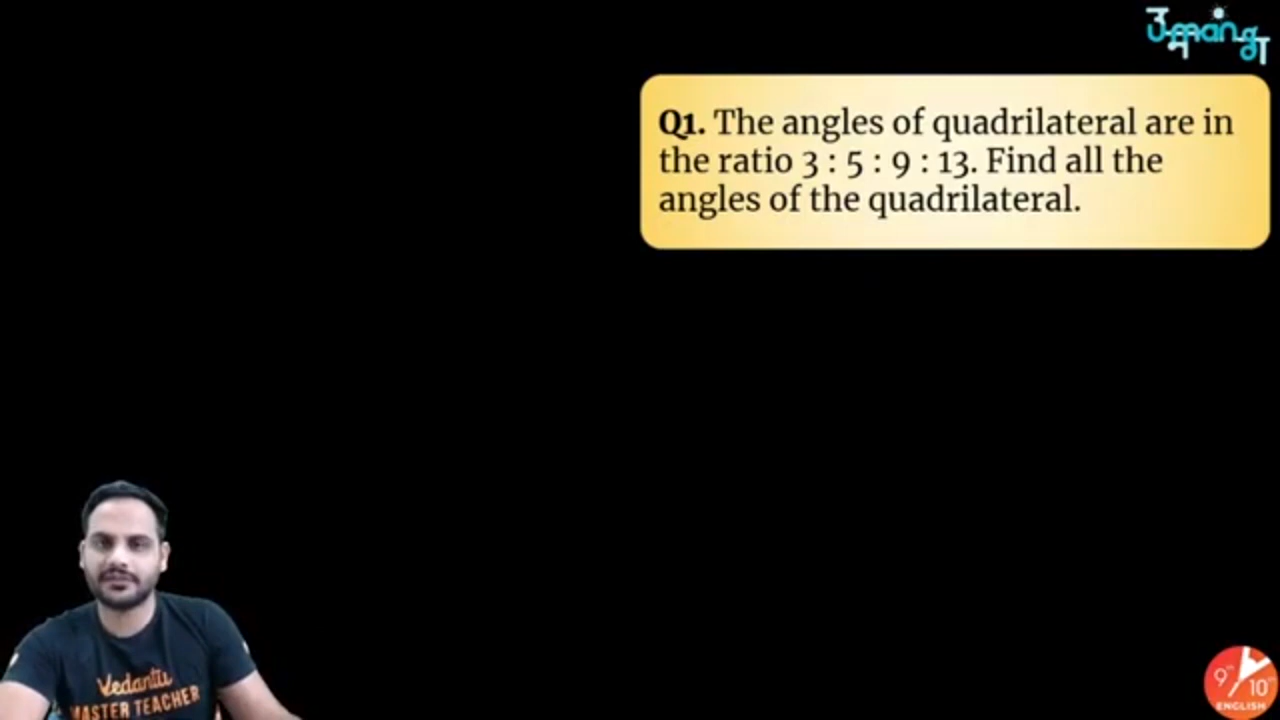 उमंग
Q1. The angles of quadrilateral are in
the ratio 3 : 5 : 9 : 13. Find all the
angles of the quadrilateral.
Vedantu
MASTER TEACHER
9th
10th
ENGLISH